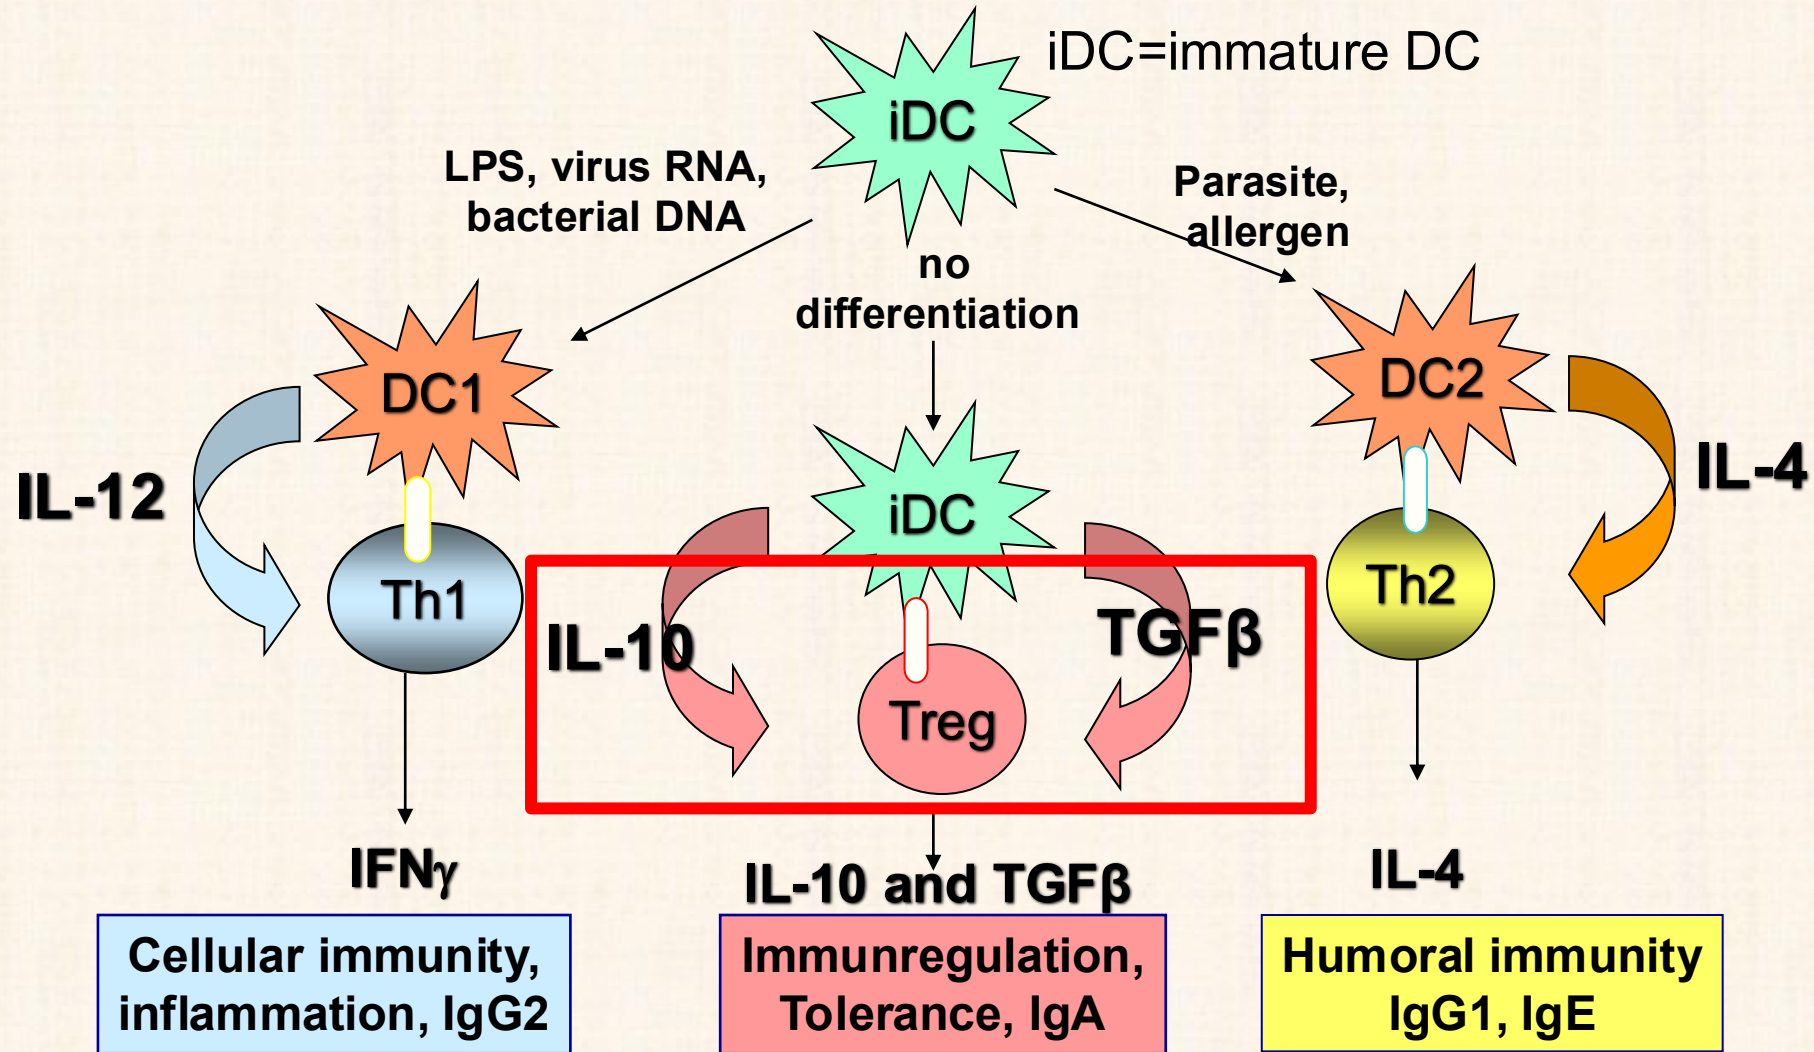 iDC=immature DC
iDC
LPS, virus RNA,
bacterial DNA
Parasite,
allergen
no
differentiation
DC1
DC2
IL-12
iDC
IL-4
Th1
Th2
IL-10
TGFβ
Treg
IFNγ
IL-10 and TGFβ
IL-4
Cellular immunity,
inflammation, IgG2
Immunregulation,
Tolerance, IgA
Humoral immunity
IgG1, IgE